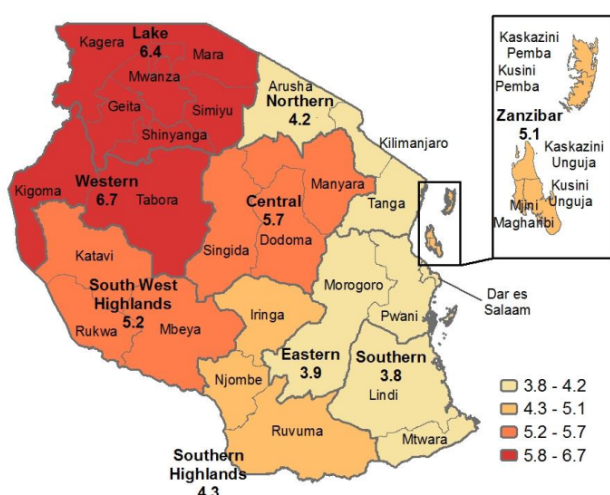 Lake
6.4
Kagera
Mara
Mwanza
Geita
Simiyu
Shinyanga
Arusha
Northern
4.2
Kilimanjaro
Tanga
Kigoma
Western
6.7
Tabora
Central
5.7
Manyara
Singida
Dodoma
Katavi
South West
Highlands
5.2
Rukwa
Mbeya
Iringa
Morogoro
Pwani
Dar es
Salaam
Eastern
3.9
Southern
3.8
Lindi
Mtwara
Njombe
Ruvuma
Southern
Highlands
4.3
Kaskazini
Pemba
Kusini
Pemba
Zanzibar
5.1
Kaskazini
Unguja
Kusini
Unguja
Mjini
Magharibi
3.8 - 4.2
4.3 - 5.1
5.2 - 5.7
5.8 - 6.7